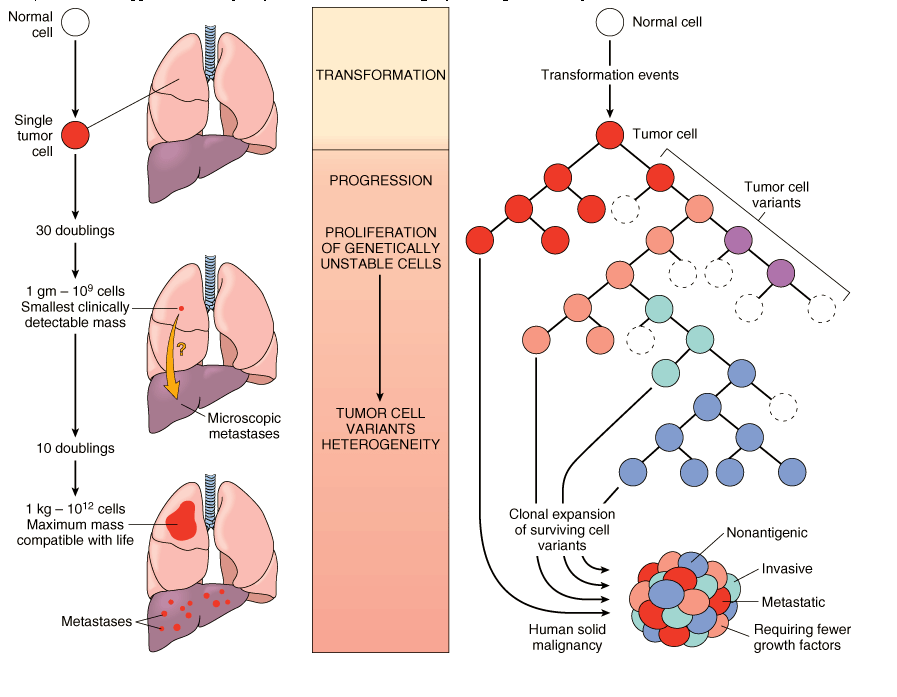 Normal
cell
Single
tumor
cell
30 doublings
1 gm – 10⁹ cells
Smallest clinically
detectable mass
?
Microscopic
metastases
10 doublings
1 kg – 10¹² cells
Maximum mass
compatible with life
Metastases
TRANSFORMATION
PROGRESSION
PROLIFERATION
OF GENETICALLY
UNSTABLE CELLS
TUMOR CELL
VARIANTS
HETEROGENEITY
Normal cell
Transformation events
Tumor cell
Tumor cell
variants
Clonal expansion
of surviving cell
variants
Nonantigenic
Invasive
Metastatic
Requiring fewer
growth factors
Human solid
malignancy